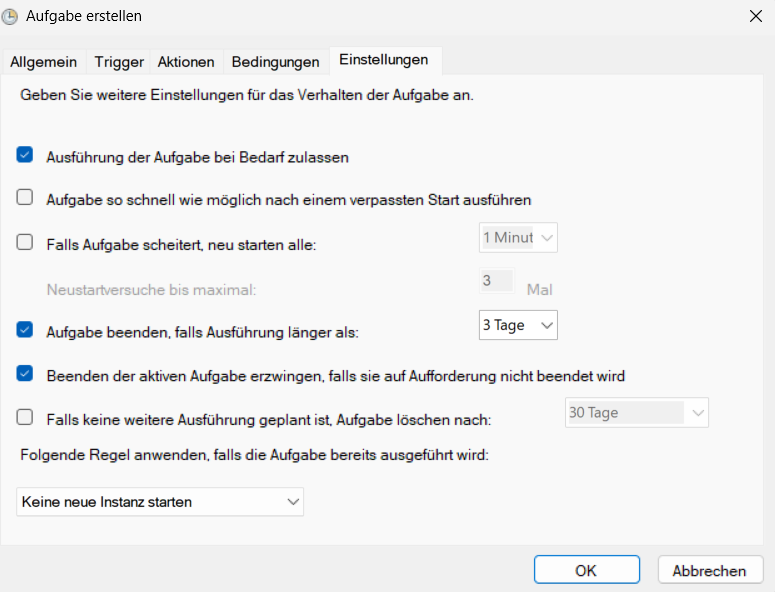 Aufgabe erstellen
Allgemein Trigger Aktionen Bedingungen Einstellungen
Geben Sie weitere Einstellungen für das Verhalten der Aufgabe an.
Ausführung der Aufgabe bei Bedarf zulassen
Aufgabe so schnell wie möglich nach einem verpassten Start ausführen
Falls Aufgabe scheitert, neu starten alle: 1 Minut
Neustartversuche bis maximal: 3 Mal
Aufgabe beenden, falls Ausführung länger als: 3 Tage
Beenden der aktiven Aufgabe erzwingen, falls sie auf Aufforderung nicht beendet wird
Falls keine weitere Ausführung geplant ist, Aufgabe löschen nach: 30 Tage
Folgende Regel anwenden, falls die Aufgabe bereits ausgeführt wird:
Keine neue Instanz starten
OK Abbrechen